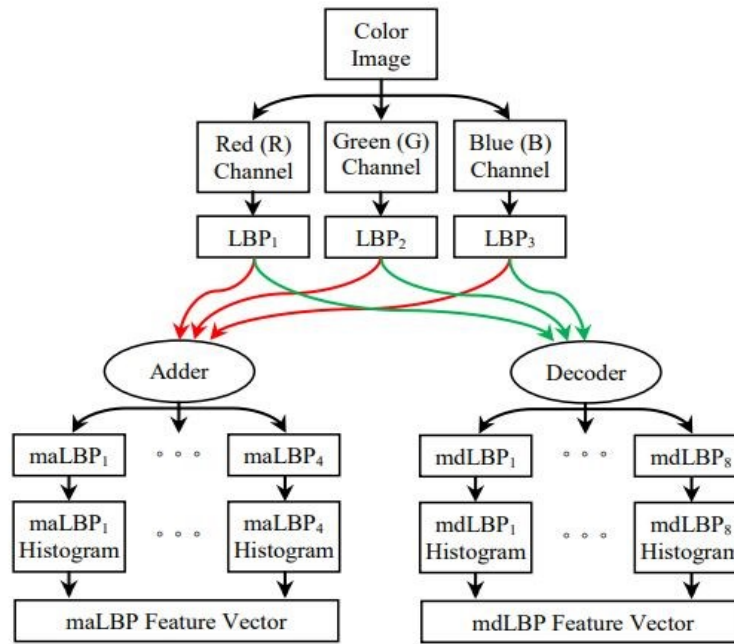 Color
Image
Red (R)
Channel
Green (G)
Channel
Blue (B)
Channel
LBP₁
LBP₂
LBP₃
Adder
Decoder
maLBP₁
maLBP₄
mdLBP₁
mdLBP₈
maLBP₁
Histogram
maLBP₄
Histogram
mdLBP₁
Histogram
mdLBP₈
Histogram
maLBP Feature Vector
mdLBP Feature Vector